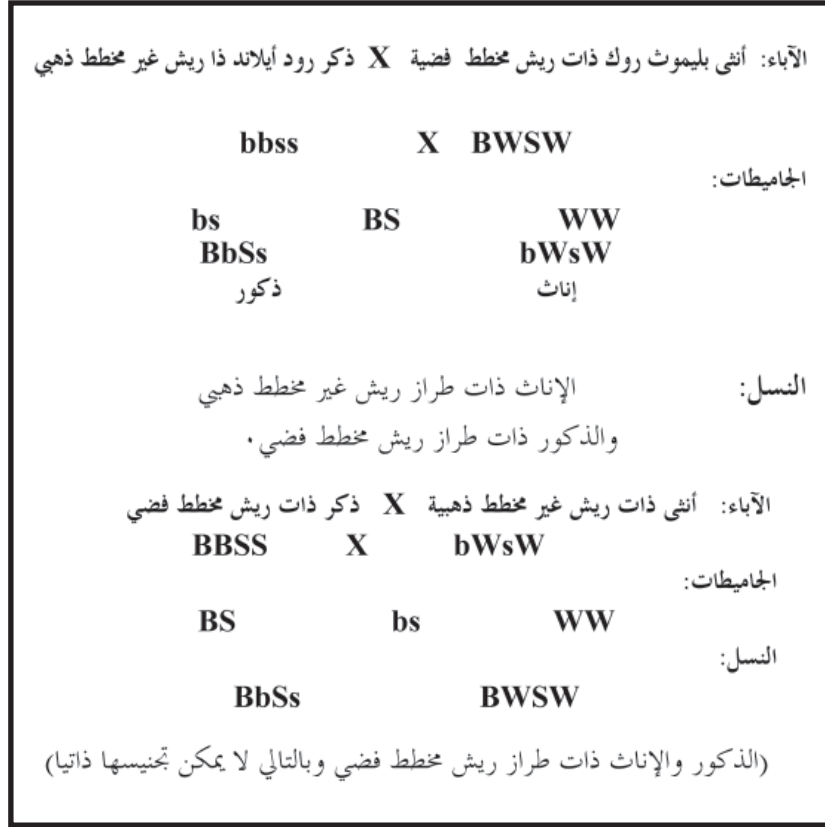 الآباء: أنثى بليموث روك ذات ريش مخطط فضية X ذكر رود أيلاند ذا ريش غير مخطط ذهبي
bbss X BWSW
الجاميطات:
bs BS WW
BbSs bWsW
ذكور إناث
النسل: الإناث ذات طراز ريش غير مخطط ذهبي
والذكور ذات طراز ريش مخطط فضي.
الآباء: أنثى ذات ريش غير مخطط ذهبية X ذكر ذات ريش مخطط فضي
BBSS X bWsW
الجاميطات:
BS bs WW
النسل:
BbSs BWSW
(الذكور والإناث ذات طراز ريش مخطط فضي وبالتالي لا يمكن تجنيسها ذاتيا)